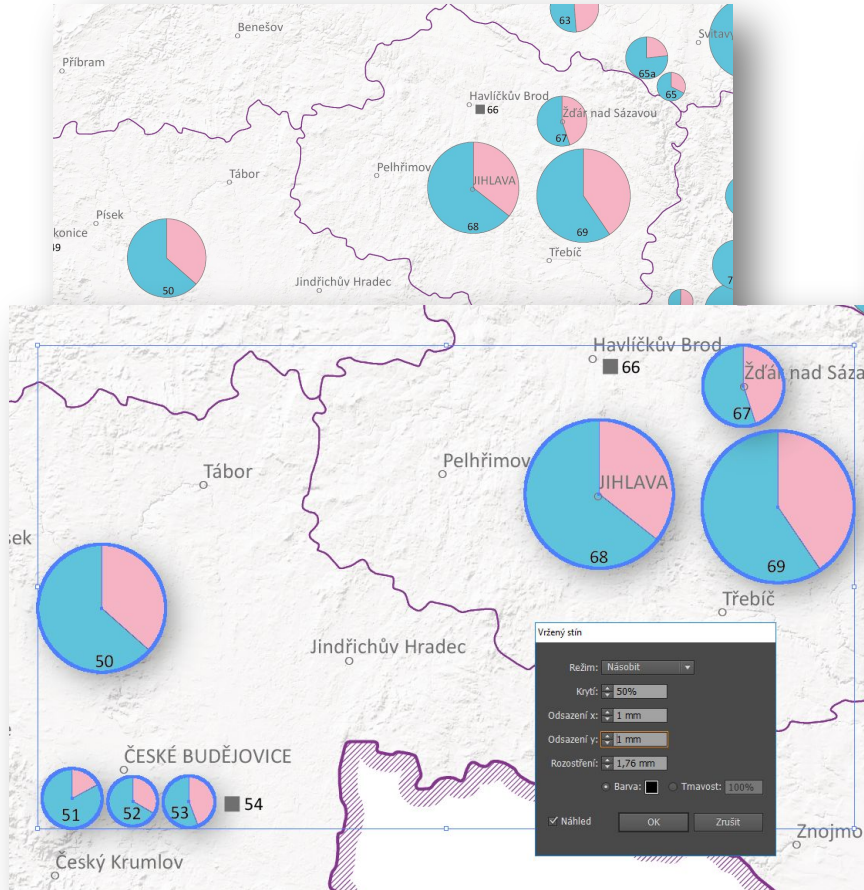 63
Benešov
Svitavy
Příbram
65a
65
Havlíčkův Brod
66
Žďár nad Sázavou
67
Pelhřimov
JIHLAVA
Tábor
68
69
Písek
konice
49
Třebíč
50
Jindřichův Hradec
7
Havlíčkův Brod
66
Žďár nad Sáza
67
Tábor
Pelhřimov
JIHLAVA
sek
68
69
Třebíč
50
Jindřichův Hradec
Vržený stín
Režim: Násobit
Krytí: 50%
Odsazení x: 1 mm
Odsazení y: 1 mm
Rozostření: 1,76 mm
Barva: Tmavost: 100%
Náhled OK Zrušit
ČESKÉ BUDĚJOVICE
51
52
53
54
Znojmo
Český Krumlov